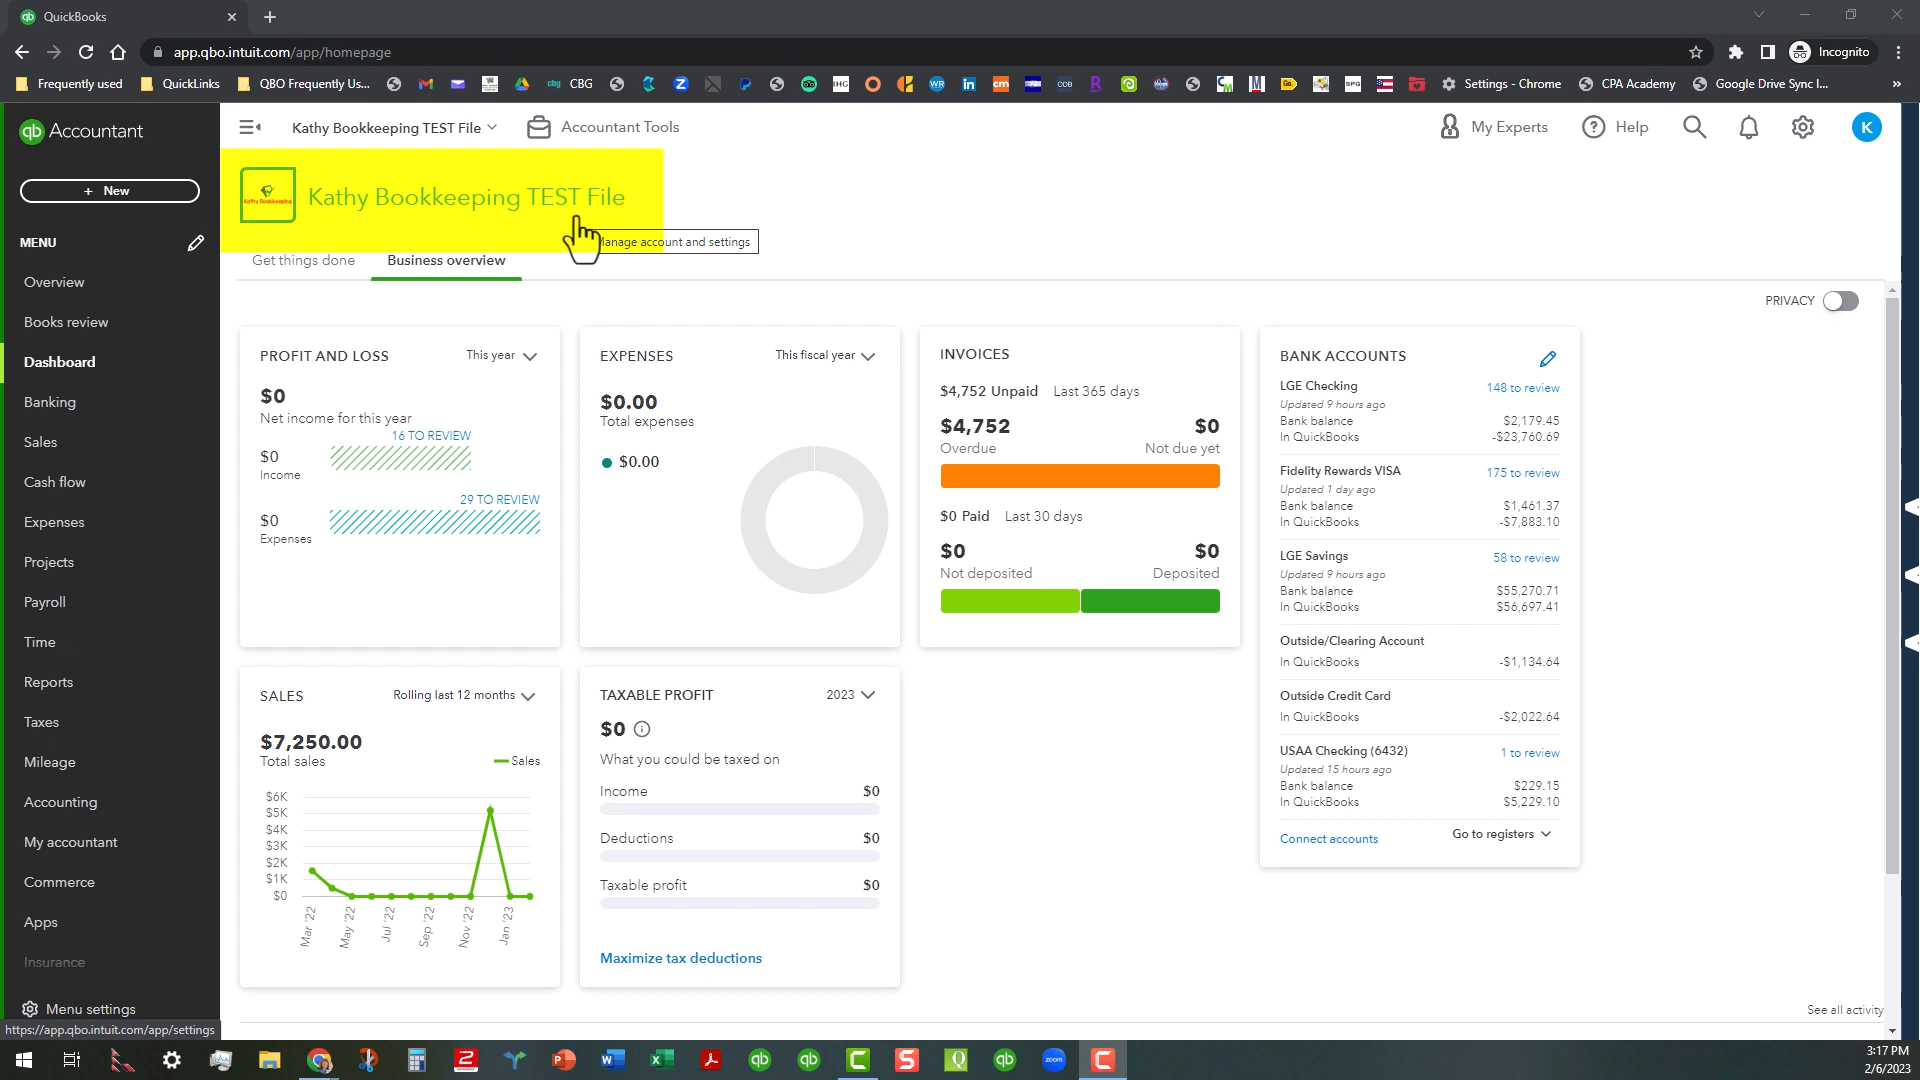 QuickBooks
app.qbo.intuit.com/app/homepage
Incognito
Frequently used
QuickLinks
QBO Frequently Us...
CBG
Settings - Chrome
CPA Academy
Google Drive Sync I...
»
qb Accountant
Kathy Bookkeeping TEST File
Accountant Tools
My Experts
Help
K
+ New
Kathy Bookkeeping
Kathy Bookkeeping TEST File
Manage account and settings
MENU
Get things done
Business overview
Overview
Books review
Dashboard
Banking
Sales
Cash flow
Expenses
Projects
Payroll
Time
Reports
Taxes
Mileage
Accounting
My accountant
Commerce
Apps
Insurance
Menu settings
https://app.qbo.intuit.com/app/settings
PRIVACY
PROFIT AND LOSS
This year
$0
Net income for this year
16 TO REVIEW
$0
Income
29 TO REVIEW
$0
Expenses
EXPENSES
This fiscal year
$0.00
Total expenses
$0.00
INVOICES
$4,752 Unpaid Last 365 days
$4,752 $0
Overdue Not due yet
$0 Paid Last 30 days
$0 $0
Not deposited Deposited
BANK ACCOUNTS
LGE Checking 148 to review
Updated 9 hours ago
Bank balance $2,179.45
In QuickBooks -$23,760.69
Fidelity Rewards VISA 175 to review
Updated 1 day ago
Bank balance $1,461.37
In QuickBooks -$7,883.10
LGE Savings 58 to review
Updated 9 hours ago
Bank balance $55,270.71
In QuickBooks $56,697.41
Outside/Clearing Account
In QuickBooks -$1,134.64
Outside Credit Card
In QuickBooks -$2,022.64
USAA Checking (6432) 1 to review
Updated 15 hours ago
Bank balance $229.15
In QuickBooks $5,229.10
Connect accounts Go to registers
SALES
Rolling last 12 months
$7,250.00
Total sales
Sales
$6K
$5K
$4K
$3K
$2K
$1K
$0
Mar '22 May '22 Jul '22 Sep '22 Nov '22 Jan '23
TAXABLE PROFIT
2023
$0
What you could be taxed on
Income $0
Deductions $0
Taxable profit $0
Maximize tax deductions
See all activity
3:17 PM
2/6/2023